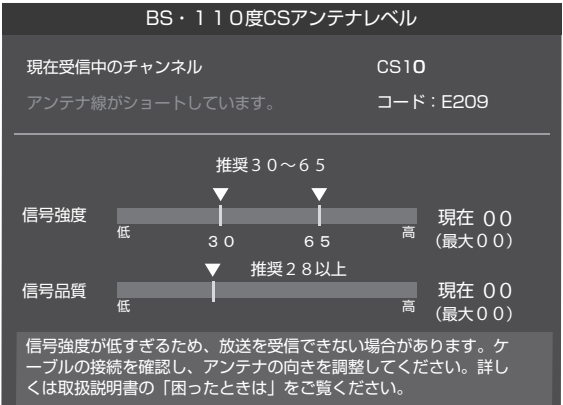 BS・１１０度CSアンテナレベル
現在受信中のチャンネル CS10
アンテナ線がショートしています。 コード：E209
推奨３０～６５
信号強度 現在 ００
低 ３０ ６５ 高 (最大００)
推奨２８以上
信号品質 現在 ００
低 高 (最大００)
信号強度が低すぎるため、放送を受信できない場合があります。ケ
ーブルの接続を確認し、アンテナの向きを調整してください。詳し
くは取扱説明書の「困ったときは」をご覧ください。